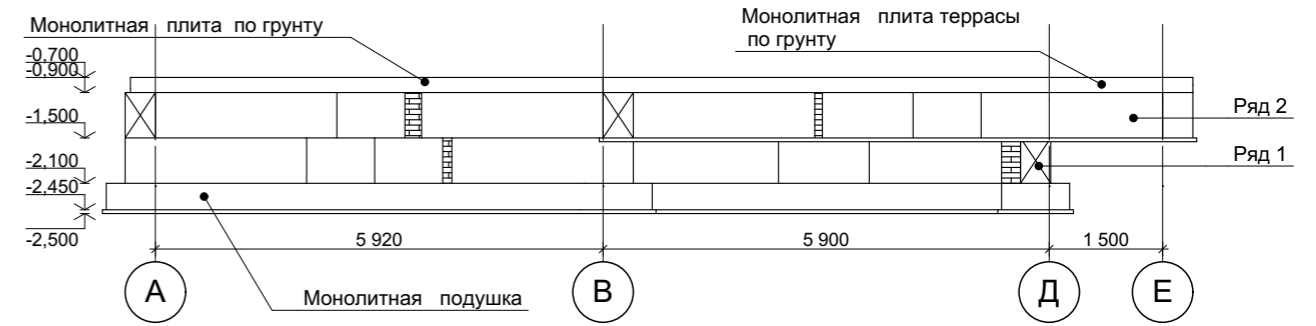 Монолитная плита по грунту
Монолитная плита террасы
по грунту
-0,700
-0,900
-1,500
-2,100
-2,450
-2,500
Ряд 2
Ряд 1
5 920
5 900
1 500
А
В
Д
Е
Монолитная подушка